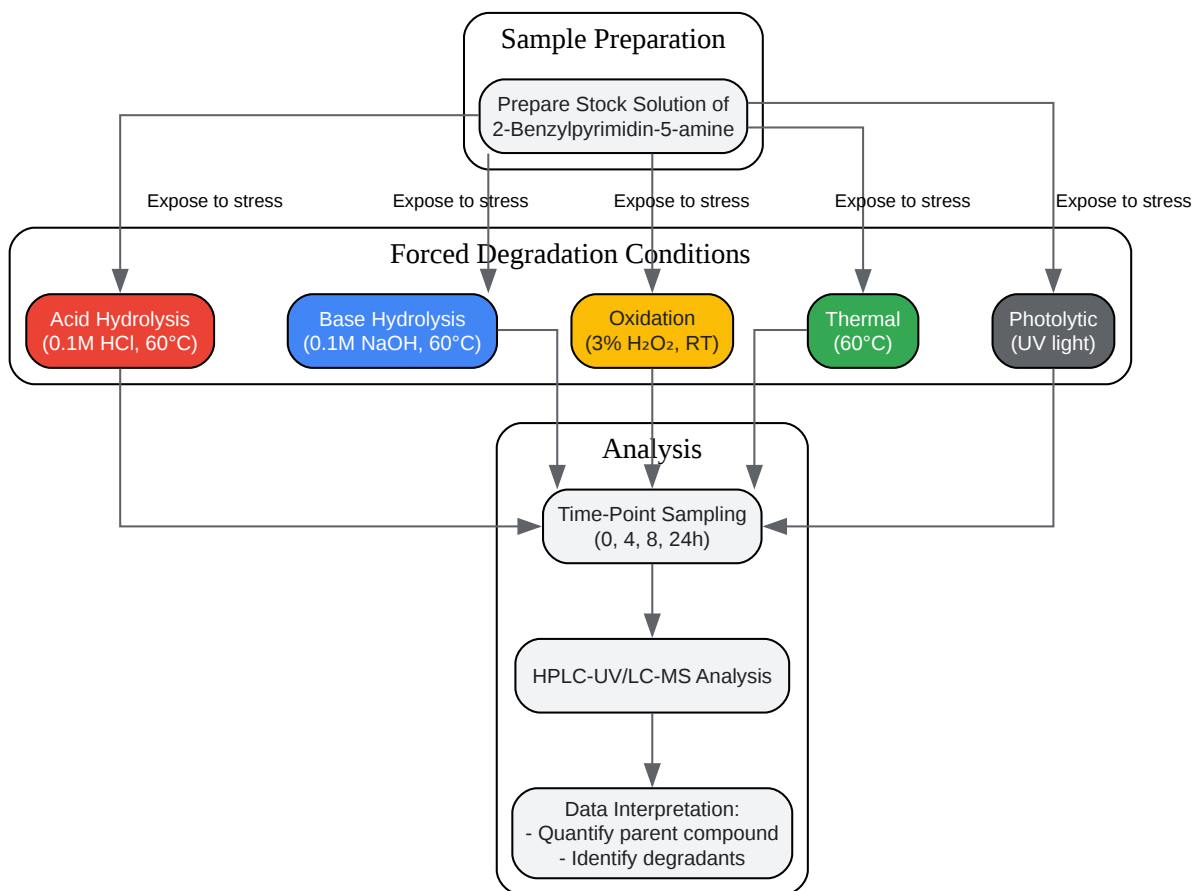 Sample Preparation
Prepare Stock Solution of
2-Benzylpyrimidin-5-amine
Expose to stress
Expose to stress
Expose to stress
Expose to stress
Expose to stress
Forced Degradation Conditions
Acid Hydrolysis
(0.1M HCl, 60°C)
Base Hydrolysis
(0.1M NaOH, 60°C)
Oxidation
(3% H₂O₂, RT)
Thermal
(60°C)
Photolytic
(UV light)
Analysis
Time-Point Sampling
(0, 4, 8, 24h)
HPLC-UV/LC-MS Analysis
Data Interpretation:
- Quantify parent compound
- Identify degradants